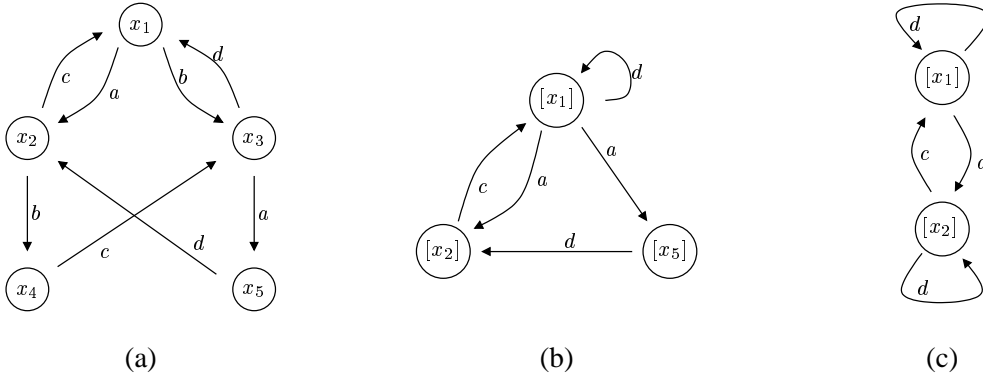 x₁
c
a
b
d
x₂
x₃
b
a
c
d
x₄
x₅
(a)
[x₁]
d
c
a
a
[x₂]
d
[x₅]
(b)
d
[x₁]
c
a
[x₂]
d
(c)